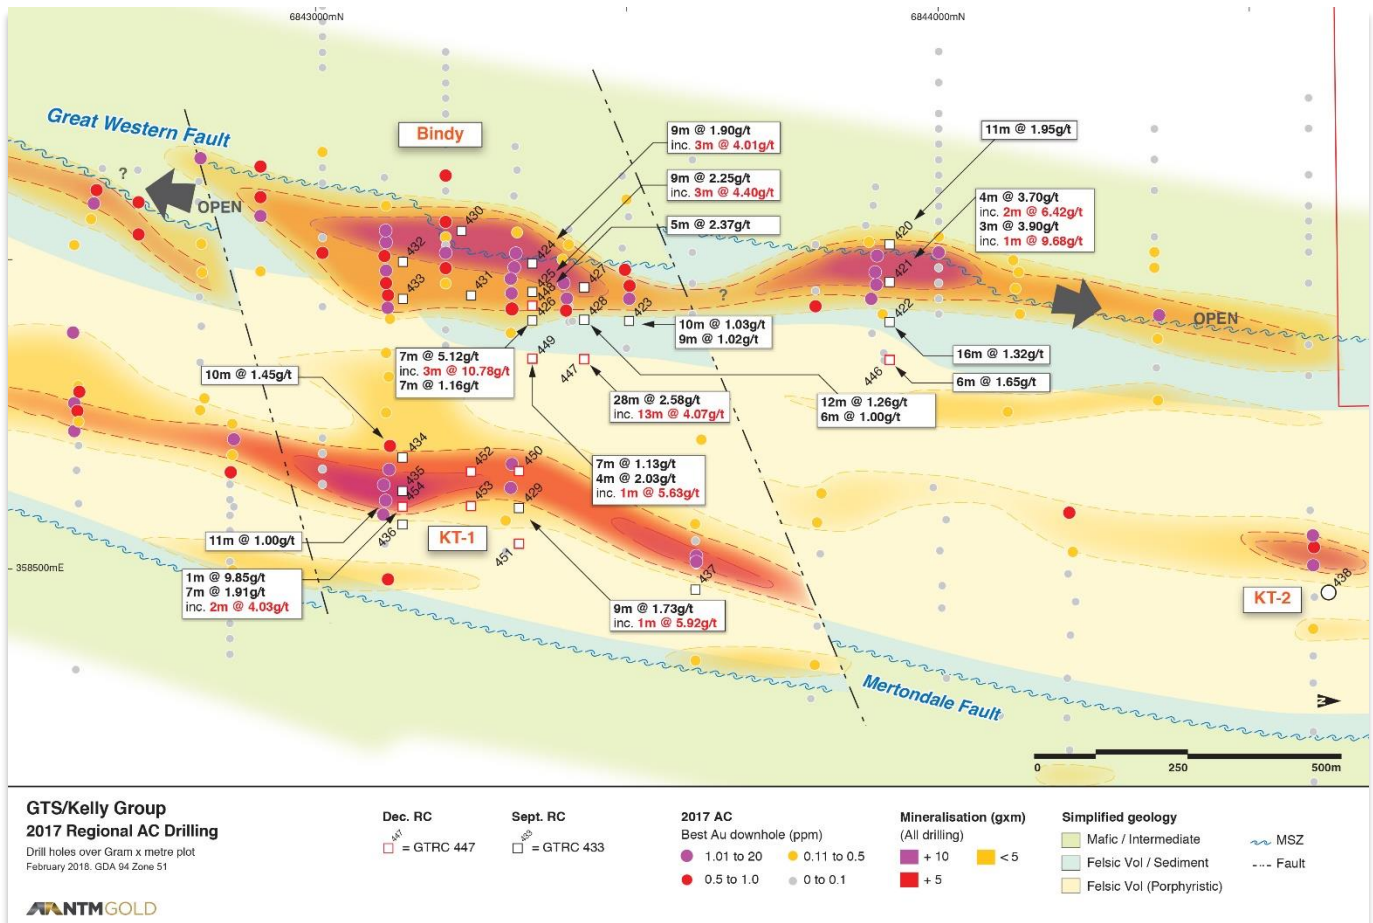 6843000mN
6844000mN
Great Western Fault
Bindy
9m @ 1.90g/t
inc. 3m @ 4.01g/t
11m @ 1.95g/t
?
OPEN
9m @ 2.25g/t
inc. 3m @ 4.40g/t
4m @ 3.70g/t
inc. 2m @ 6.42g/t
3m @ 3.90g/t
inc. 1m @ 9.68g/t
5m @ 2.37g/t
430
432
424
420
433
431
425
448
426
427
428
423
421
422
?
OPEN
10m @ 1.03g/t
9m @ 1.02g/t
7m @ 5.12g/t
inc. 3m @ 10.78g/t
7m @ 1.16g/t
449
447
446
16m @ 1.32g/t
6m @ 1.65g/t
10m @ 1.45g/t
28m @ 2.58g/t
inc. 13m @ 4.07g/t
12m @ 1.26g/t
6m @ 1.00g/t
434
435
454
436
452
453
450
429
451
7m @ 1.13g/t
4m @ 2.03g/t
inc. 1m @ 5.63g/t
11m @ 1.00g/t
KT-1
358500mE
1m @ 9.85g/t
7m @ 1.91g/t
inc. 2m @ 4.03g/t
9m @ 1.73g/t
inc. 1m @ 5.92g/t
437
438
KT-2
Mertondale Fault
N
0 250 500m
GTS/Kelly Group
2017 Regional AC Drilling
Drill holes over Gram x metre plot
February 2018. GDA 94 Zone 51
NTMGOLD
Dec. RC
447
= GTRC 447
Sept. RC
433
= GTRC 433
2017 AC
Best Au downhole (ppm)
1.01 to 20
0.11 to 0.5
0.5 to 1.0
0 to 0.1
Mineralisation (gxm)
(All drilling)
+ 10
< 5
+ 5
Simplified geology
Mafic / Intermediate
MSZ
Felsic Vol / Sediment
Fault
Felsic Vol (Porphyristic)